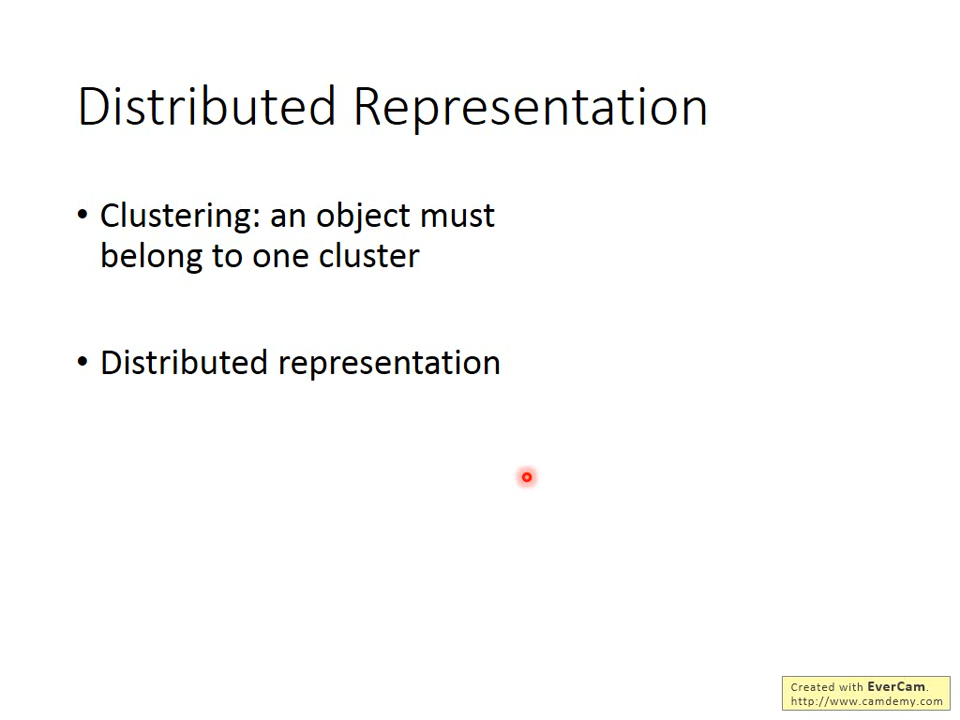 Distributed Representation
• Clustering: an object must
belong to one cluster
• Distributed representation
Created with EverCam.
http://www.camdemy.com